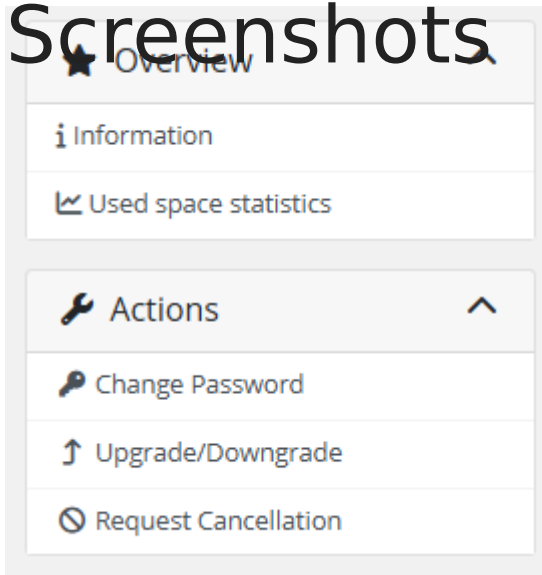 Screenshots
Overview
Information
Used space statistics
Actions
Change Password
Upgrade/Downgrade
Request Cancellation